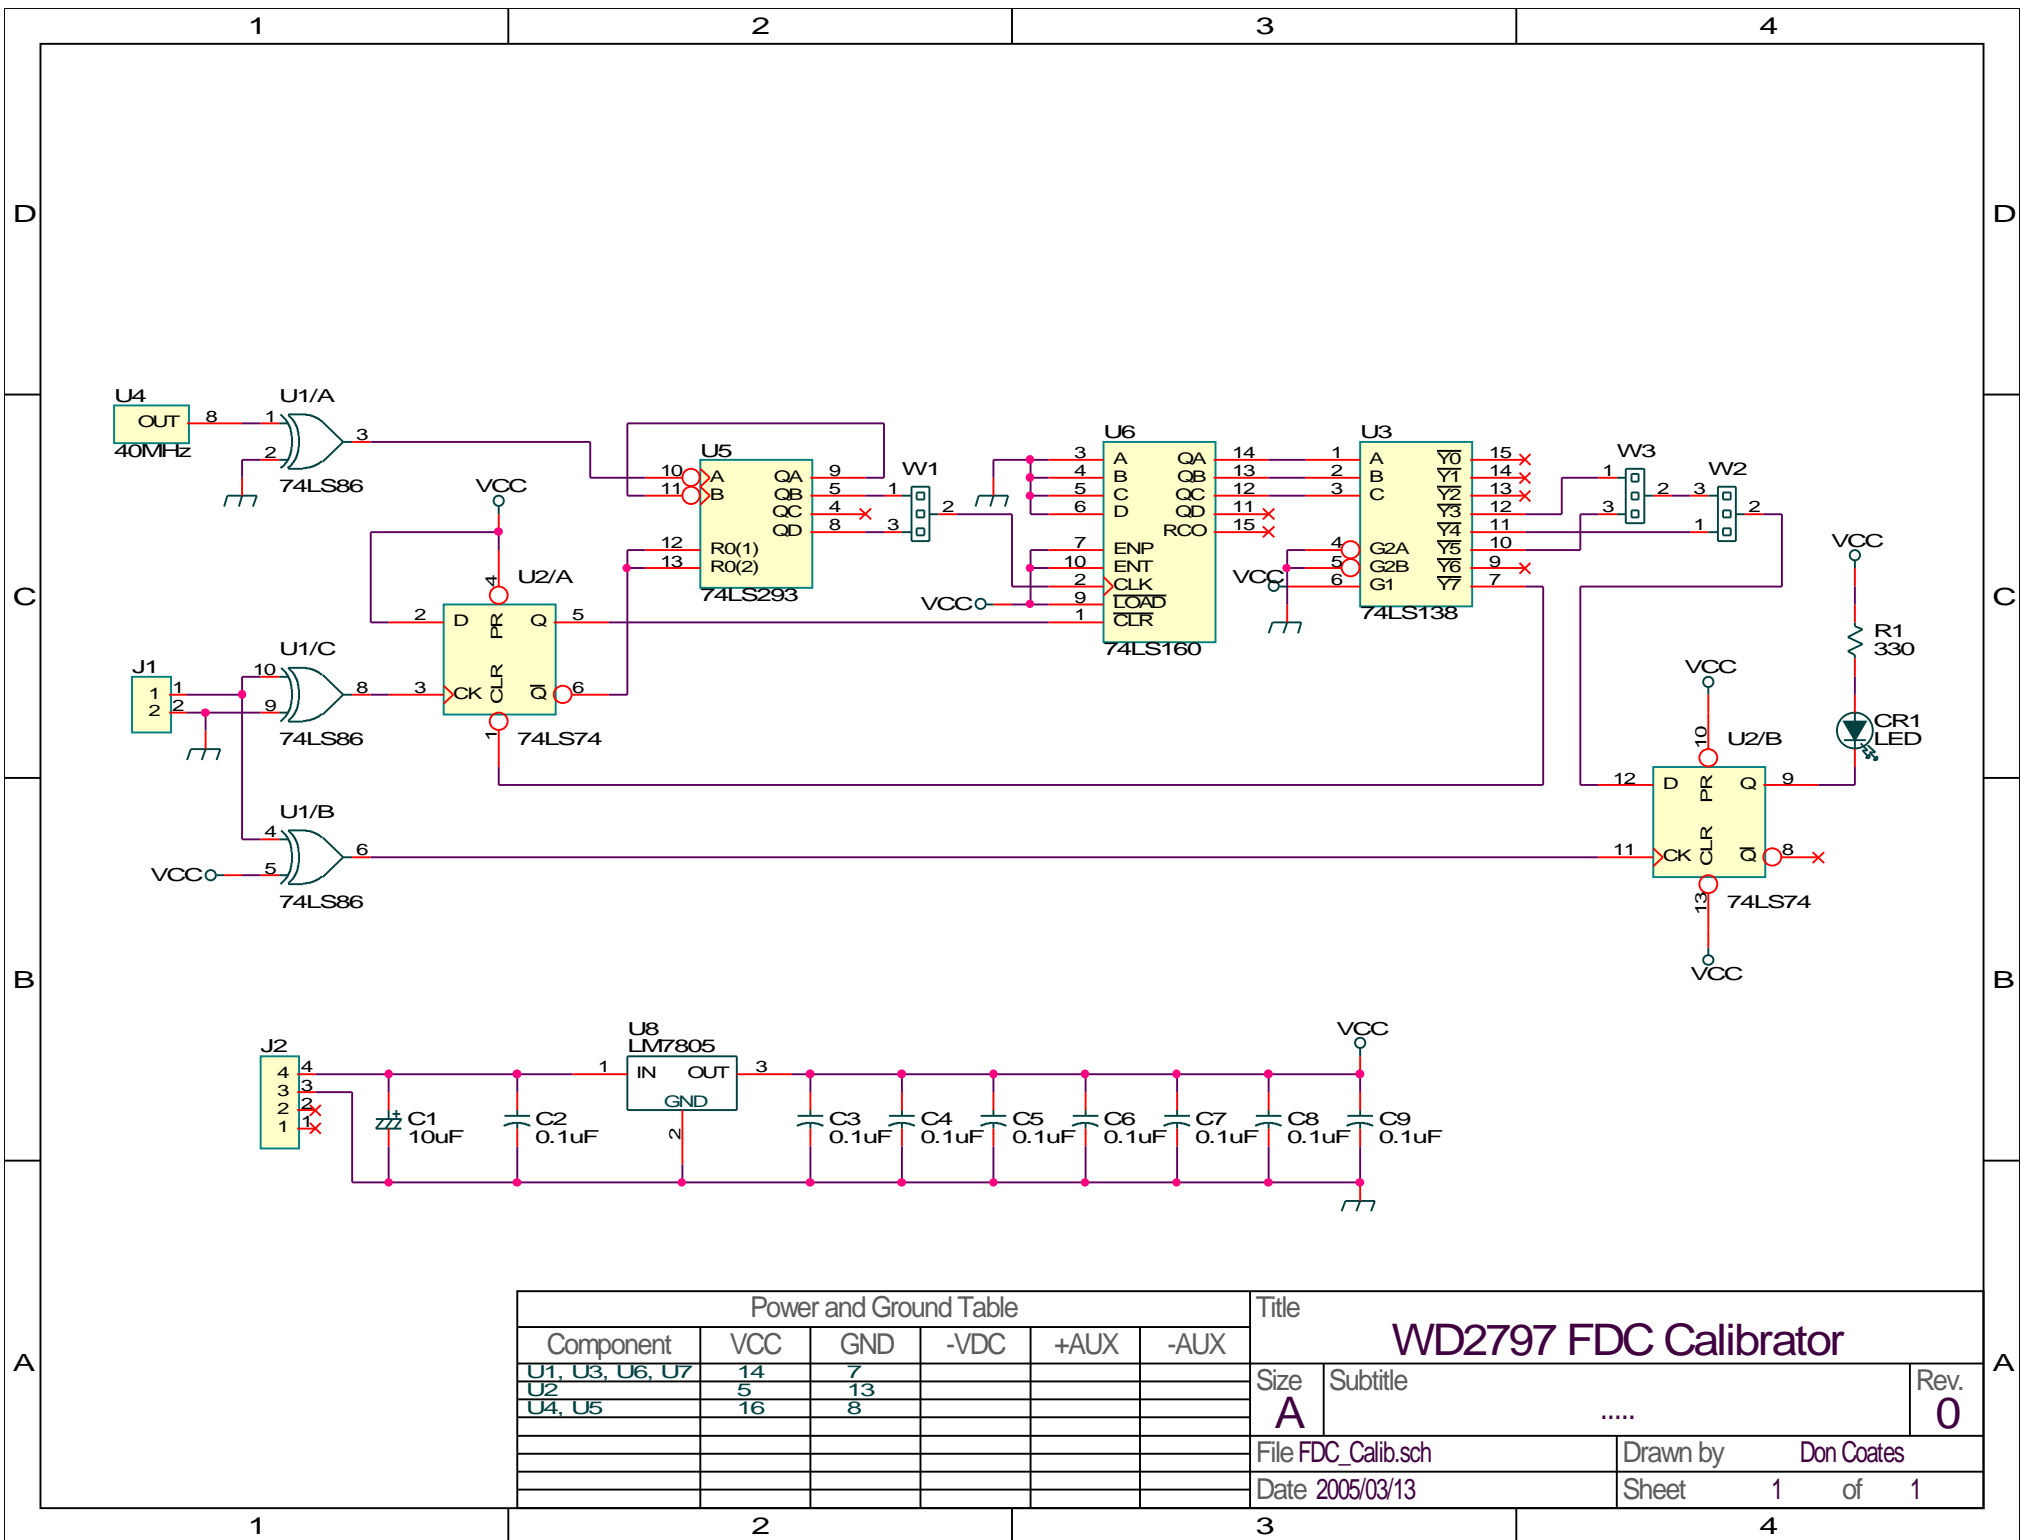 1 2 3 4
D D
U4
OUT 8
40MHz
U1/A
1
2
3
74LS86
VCC
U5
10 A QA 9
11 B QB 5
QC 4
QD 8
12 R0(1)
13 R0(2)
74LS293
W1
1
2
3
U6
3 A QA 14
4 B QB 13
5 C QC 12
6 D QD 11
RCO 15
7 ENP
10 ENT
2 CLK
9 LOAD
1 CLR
74LS160
VCC
U3
1 A Y0 15
2 B Y1 14
3 C Y2 13
Y3 12
Y4 11
4 G2A Y5 10
5 G2B Y6 9
6 G1 Y7 7
74LS138
VCC
W3
1
2
3
W2
3
2
1
VCC
R1
330
CR1
LED
C C
U2/A
4
2 D PR Q 5
3 CK CLR Q 6
1
74LS74
J1
1 1
2 2
U1/C
10
9
8
74LS86
U1/B
4
5
6
VCC
74LS86
VCC
10
U2/B
12 D PR Q 9
11 CK CLR Q 8
13
74LS74
VCC
B B
J2
4 4
3 3
2 2
1 1
C1
10uF
C2
0.1uF
U8
LM7805
1 IN OUT 3
GND
2
C3
0.1uF
C4
0.1uF
C5
0.1uF
C6
0.1uF
C7
0.1uF
C8
0.1uF
C9
0.1uF
VCC
A A
Power and Ground Table
Component VCC GND -VDC +AUX -AUX
U1, U3, U6, U7 14 7
U2 5 13
U4, U5 16 8
Title
WD2797 FDC Calibrator
Size
A
Subtitle
.....
Rev.
0
File FDC_Calib.sch
Drawn by Don Coates
Date 2005/03/13
Sheet 1 of 1
1 2 3 4